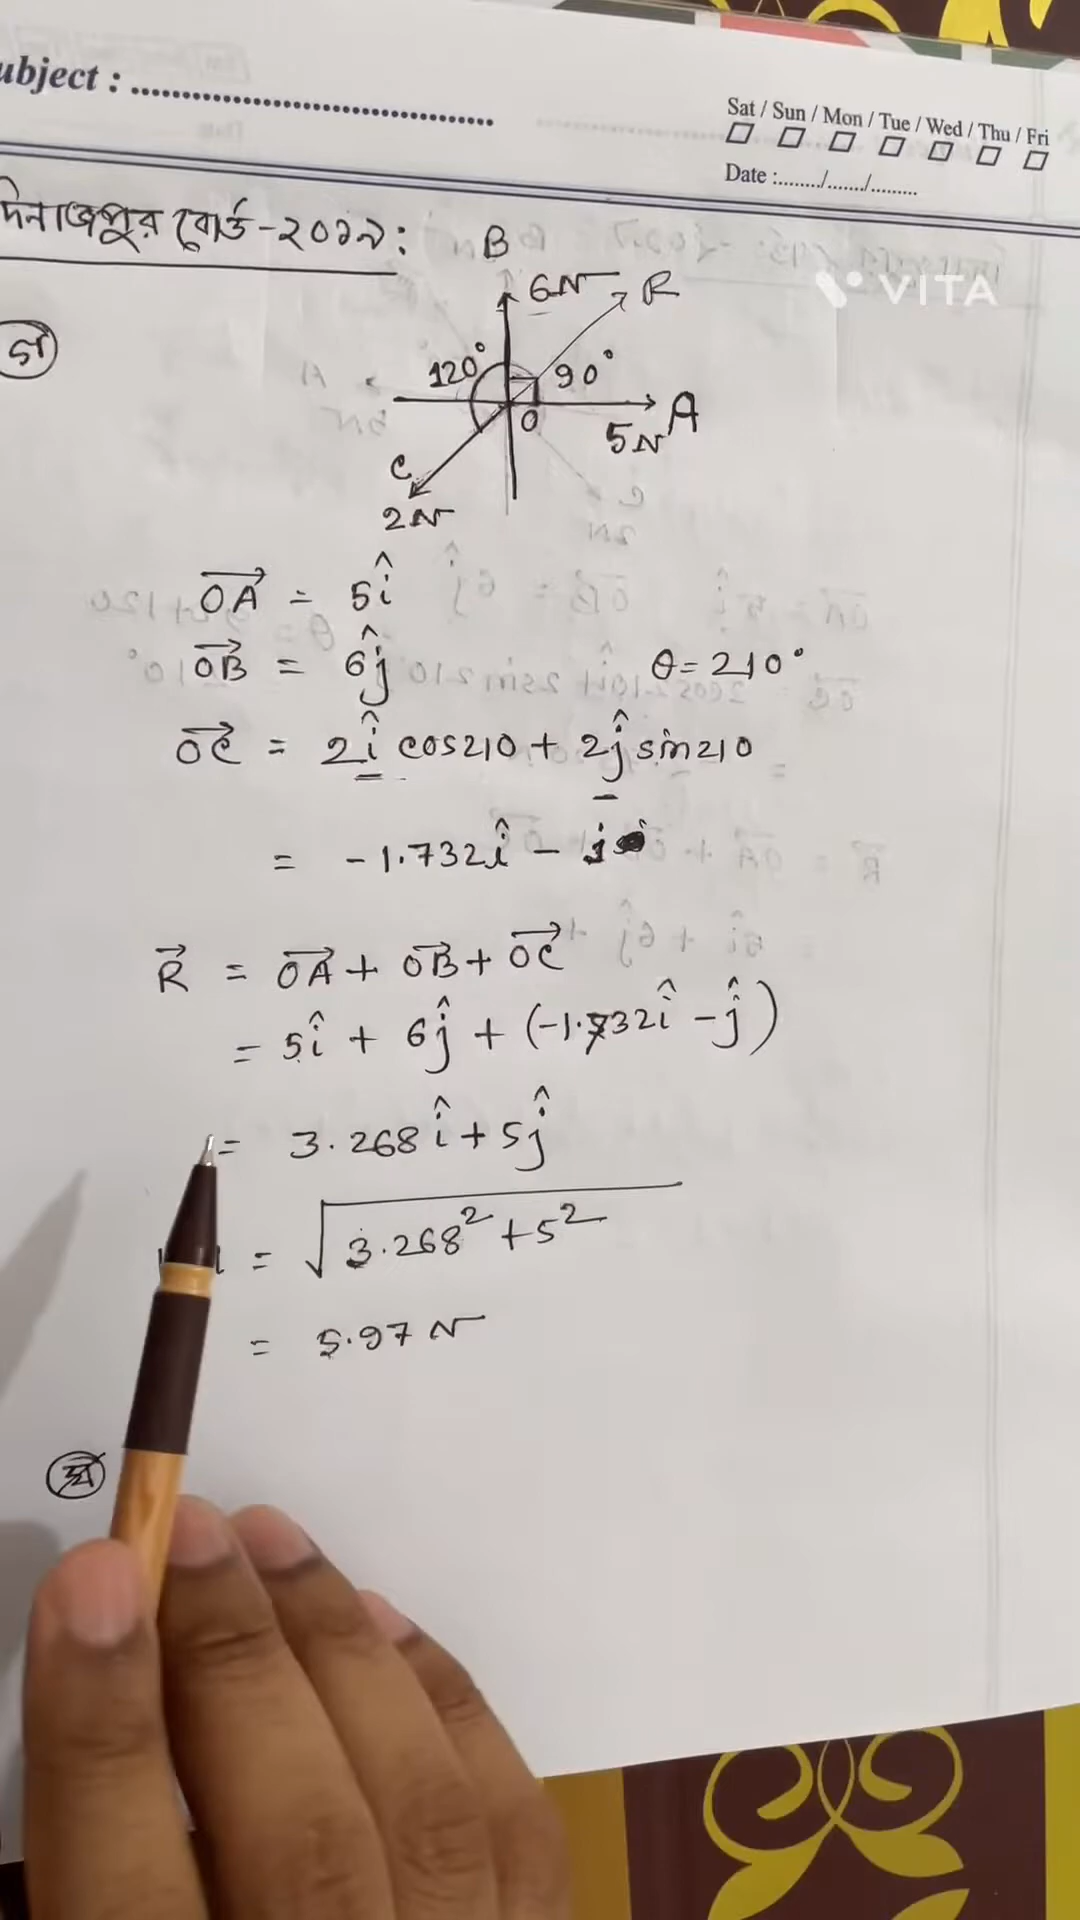 ubject :
Sat / Sun / Mon / Tue / Wed / Thu / Fri
Date :......../......./.........
দিনাজপুর বোর্ড-২০১৯:
VITA
গ
B
6N
R
120°
90°
O
A
5N
C
2N
OA = 5î
OB = 6ĵ
θ = 210°
OC = 2î cos210 + 2ĵ sin210
= -1.732î - j
R = OA + OB + OC
= 5î + 6ĵ + (-1.732î - ĵ)
= 3.268î + 5ĵ
= √3.268² + 5²
= 5.97 N